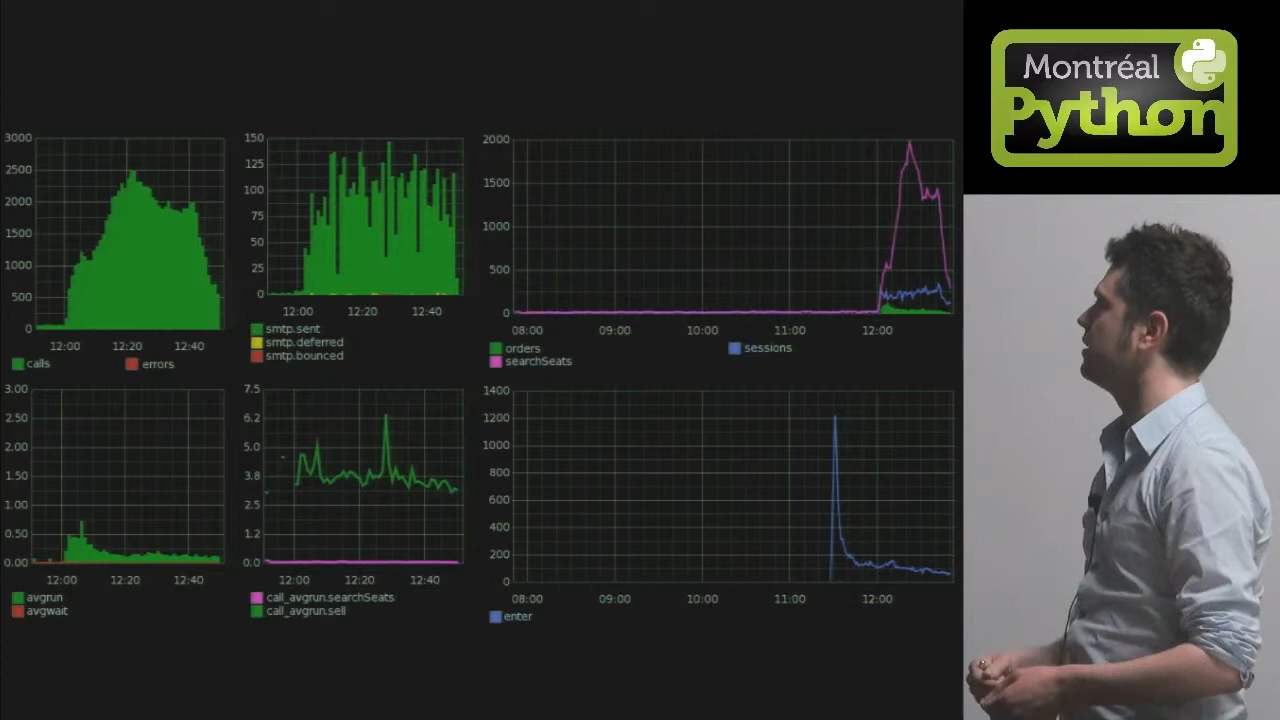 Montréal
Python
3000
2500
2000
1500
1000
500
0
12:00 12:20 12:40
calls errors
150
125
100
75
50
25
0
12:00 12:20 12:40
smtp.sent
smtp.deferred
smtp.bounced
2000
1500
1000
500
0
08:00 09:00 10:00 11:00 12:00
orders sessions
searchSeats
3.00
2.50
2.00
1.50
1.00
0.50
0.00
12:00 12:20 12:40
avgrun
avgwait
7.5
6.2
5.0
3.8
2.5
1.2
0.0
12:00 12:20 12:40
call_avgrun.searchSeats
call_avgrun.sell
1400
1200
1000
800
600
400
200
0
08:00 09:00 10:00 11:00 12:00
enter